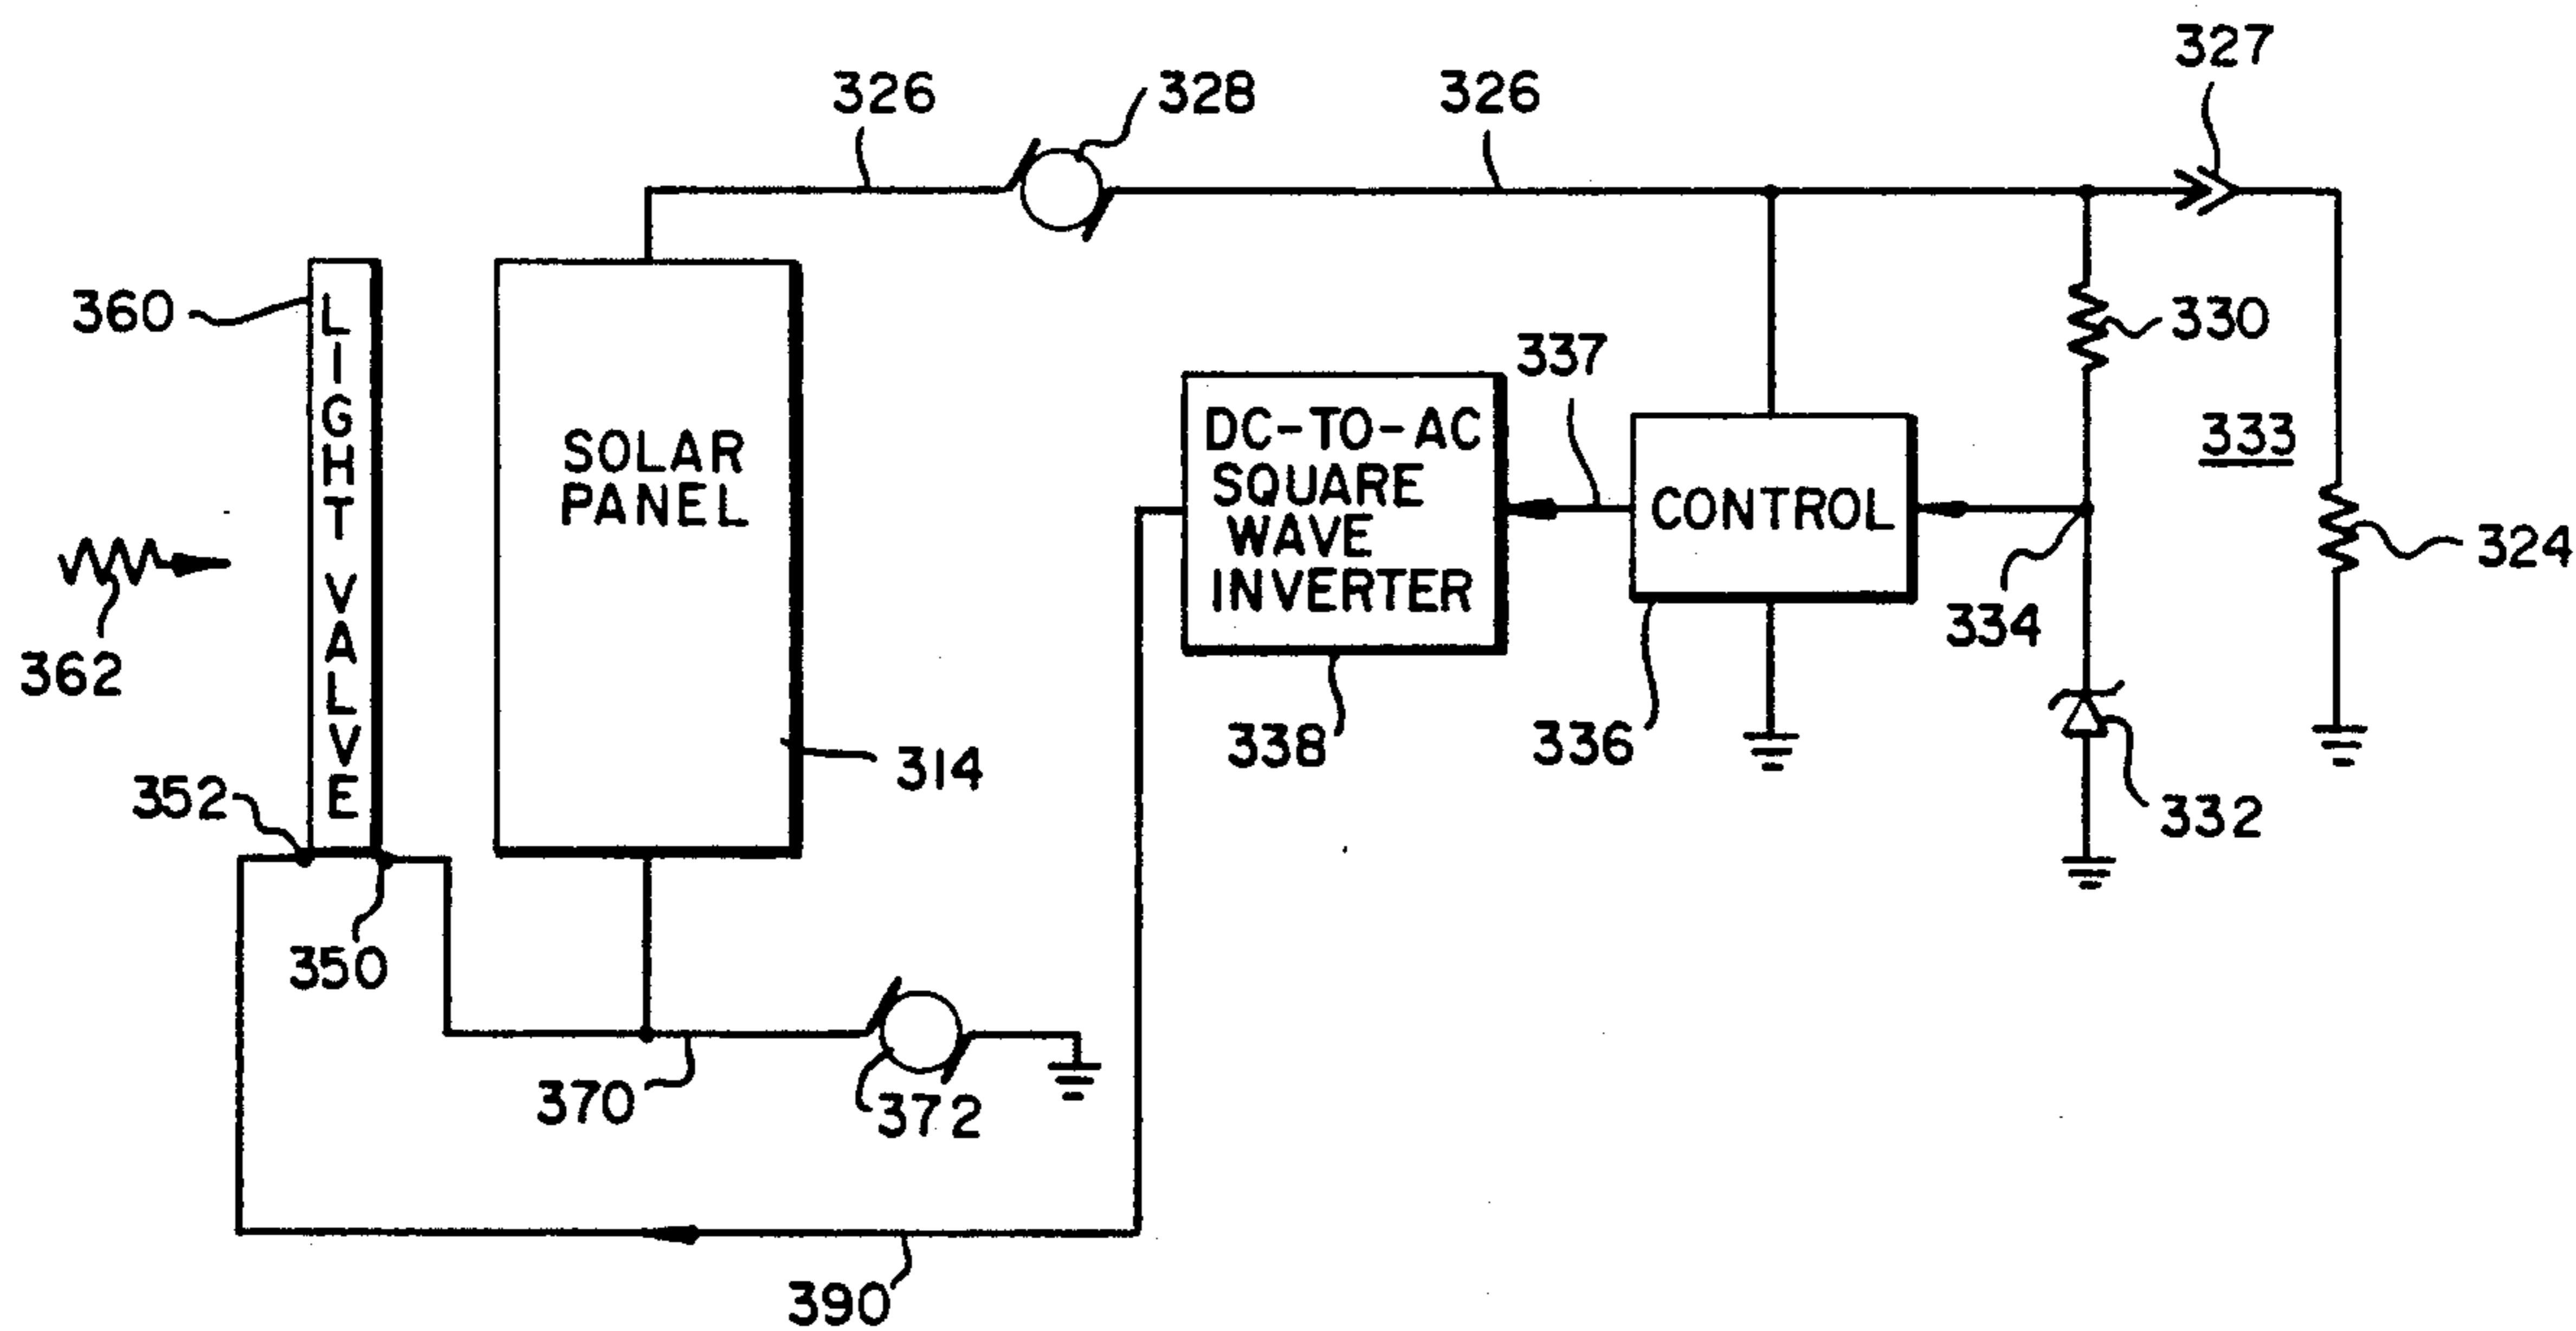 327
326
328
326
360
LIGHT VALVE
SOLAR
PANEL
330
337
333
DC-TO-AC
SQUARE
WAVE
INVERTER
CONTROL
324
362
334
338
336
314
352
332
350
370
372
390